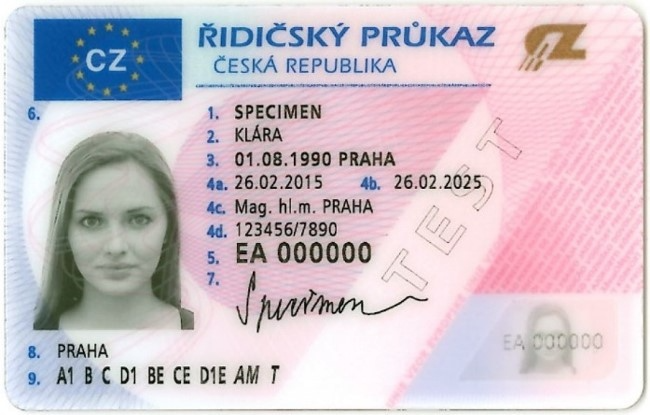 CZ
ŘIDIČSKÝ PRŮKAZ
CZ
ČESKÁ REPUBLIKA
6.
1. SPECIMEN
2. KLÁRA
3. 01.08.1990 PRAHA
4a. 26.02.2015 4b. 26.02.2025
4c. Mag. hl.m. PRAHA
4d. 123456/7890
5. EA 000000
7. Specimen
TEST
EA 000000
8. PRAHA
9. A1 B C D1 BE CE D1E AM T